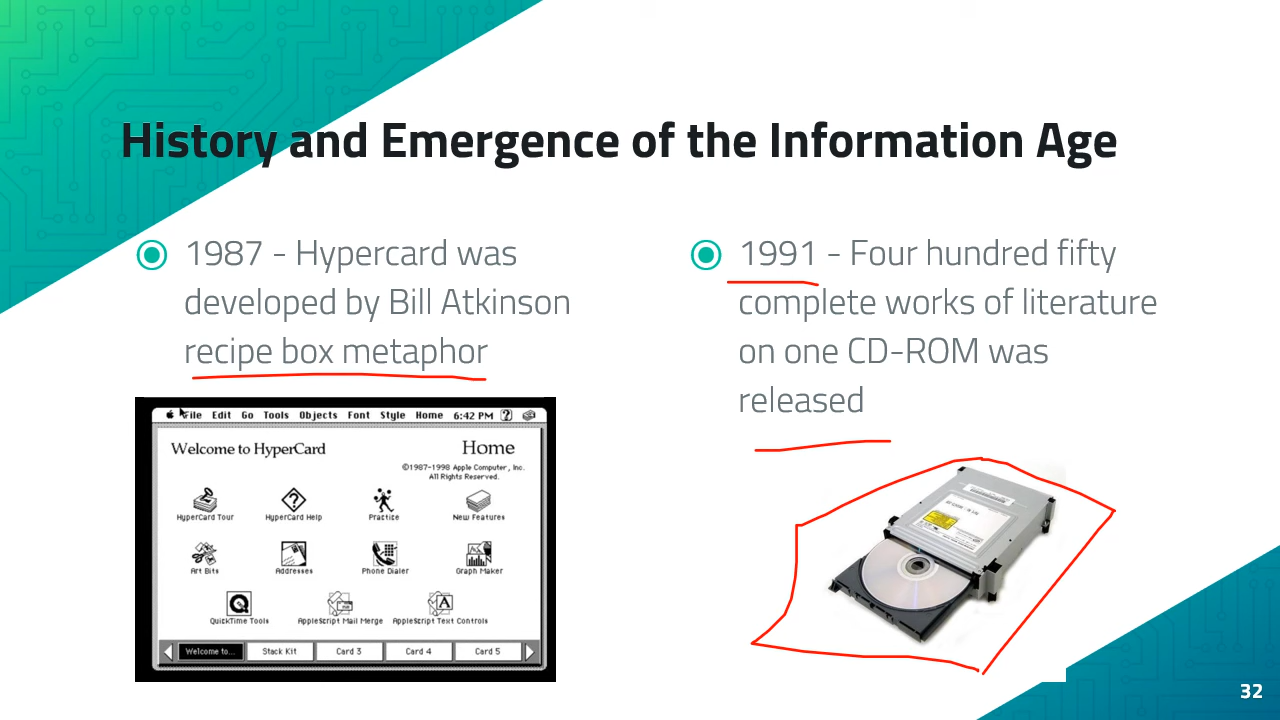 History and Emergence of the Information Age
1987 - Hypercard was
developed by Bill Atkinson
recipe box metaphor
File Edit Go Tools Objects Font Style Home 6:42 PM ?
Welcome to HyperCard
Home
©1987-1998 Apple Computer, Inc.
All Rights Reserved.
HyperCard Tour HyperCard Help Practice New Features
Art Bits Addresses Phone Dialer Graph Maker
QuickTime Tools AppleScript Mail Merge AppleScript Text Controls
Welcome to... Stack Kit Card 3 Card 4 Card 5
1991 - Four hundred fifty
complete works of literature
on one CD-ROM was
released
32